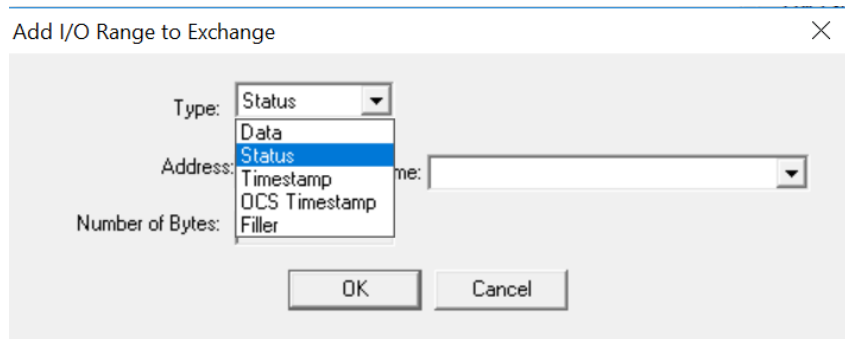 Add I/O Range to Exchange
Type: Status
Data
Status
Address: me:
Timestamp
OCS Timestamp
Number of Bytes: Filler
OK Cancel